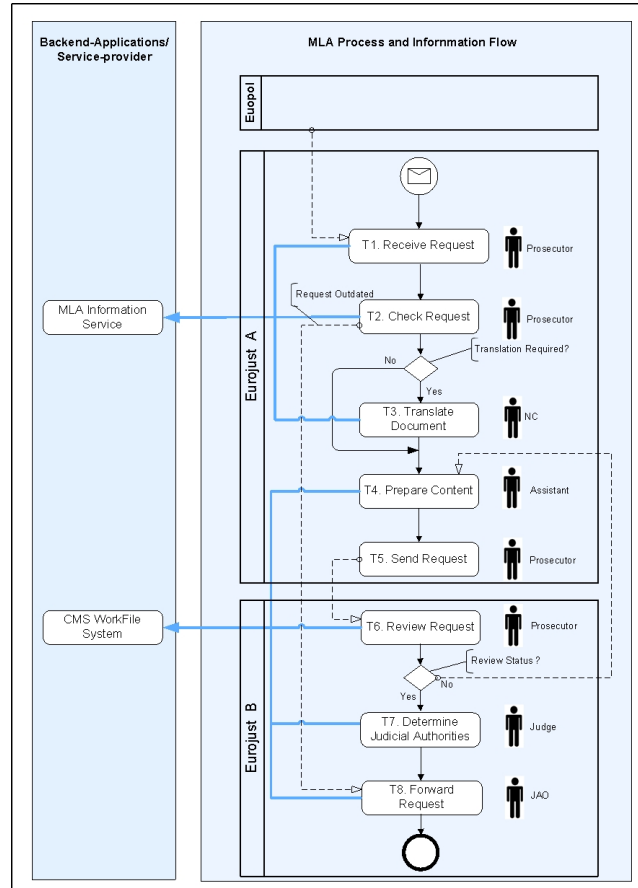 Backend-Applications/
Service-provider
MLA Process and Infornmation Flow
Euopol
Eurojust A
T1. Receive Request
Prosecutor
Request Outdated
MLA Information
Service
T2. Check Request
Prosecutor
No
Translation Required?
Yes
T3. Translate
Document
NC
T4. Prepare Content
Assistant
T5. Send Request
Prosecutor
Eurojust B
CMS WorkFile
System
T6. Review Request
Prosecutor
Review Status ?
No
Yes
T7. Determine
Judicial Authorities
Judge
T8. Forward
Request
JAO